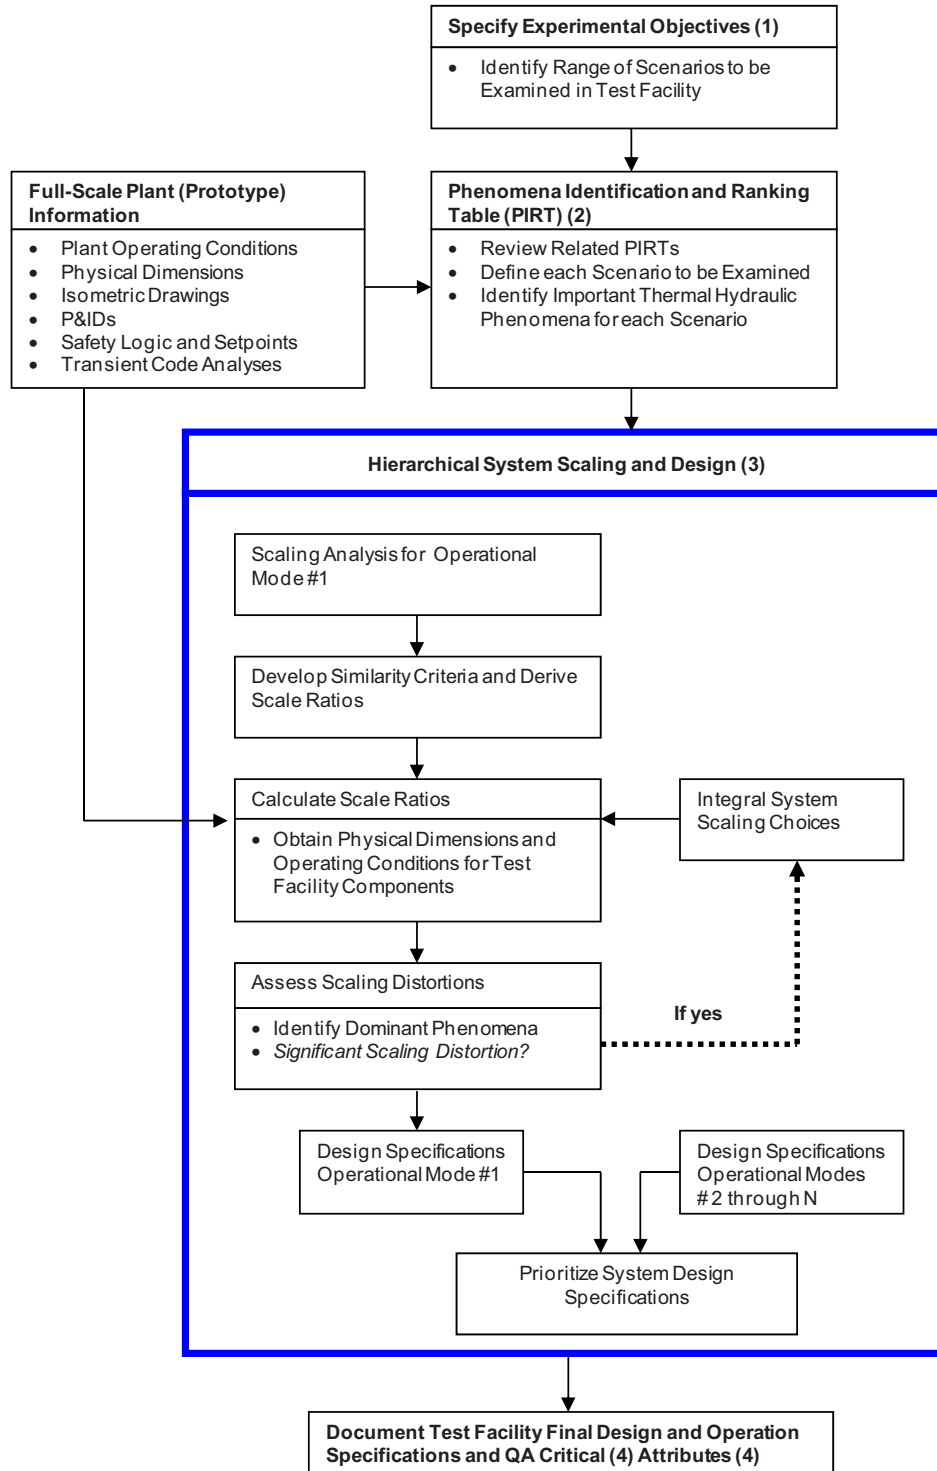 Specify Experimental Objectives (1)
• Identify Range of Scenarios to be
Examined in Test Facility
Full-Scale Plant (Prototype)
Information
• Plant Operating Conditions
• Physical Dimensions
• Isometric Drawings
• P&IDs
• Safety Logic and Setpoints
• Transient Code Analyses
Phenomena Identification and Ranking
Table (PIRT) (2)
• Review Related PIRTs
• Define each Scenario to be Examined
• Identify Important Thermal Hydraulic
Phenomena for each Scenario
Hierarchical System Scaling and Design (3)
Scaling Analysis for Operational
Mode #1
Develop Similarity Criteria and Derive
Scale Ratios
Calculate Scale Ratios
• Obtain Physical Dimensions and
Operating Conditions for Test
Facility Components
Integral System
Scaling Choices
Assess Scaling Distortions
• Identify Dominant Phenomena
• Significant Scaling Distortion?
If yes
Design Specifications
Operational Mode #1
Design Specifications
Operational Modes
#2 through N
Prioritize System Design
Specifications
Document Test Facility Final Design and Operation
Specifications and QA Critical (4) Attributes (4)